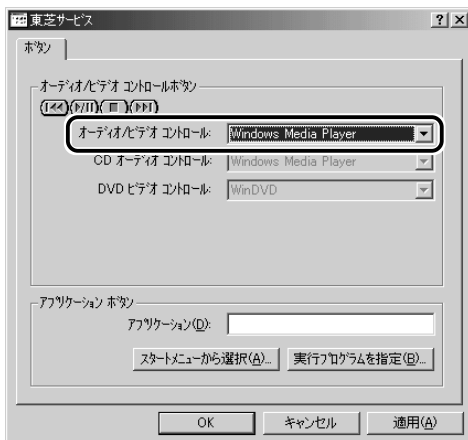 東芝サービス
ボタン
オーディオ/ビデオ コントロールボタン
オーディオ/ビデオ コントロール: Windows Media Player
CD オーディオ コントロール: Windows Media Player
DVD ビデオ コントロール: WinDVD
アプリケーション ボタン
アプリケーション(D):
スタートメニューから選択(A)... 実行プログラムを指定(B)...
OK キャンセル 適用(A)